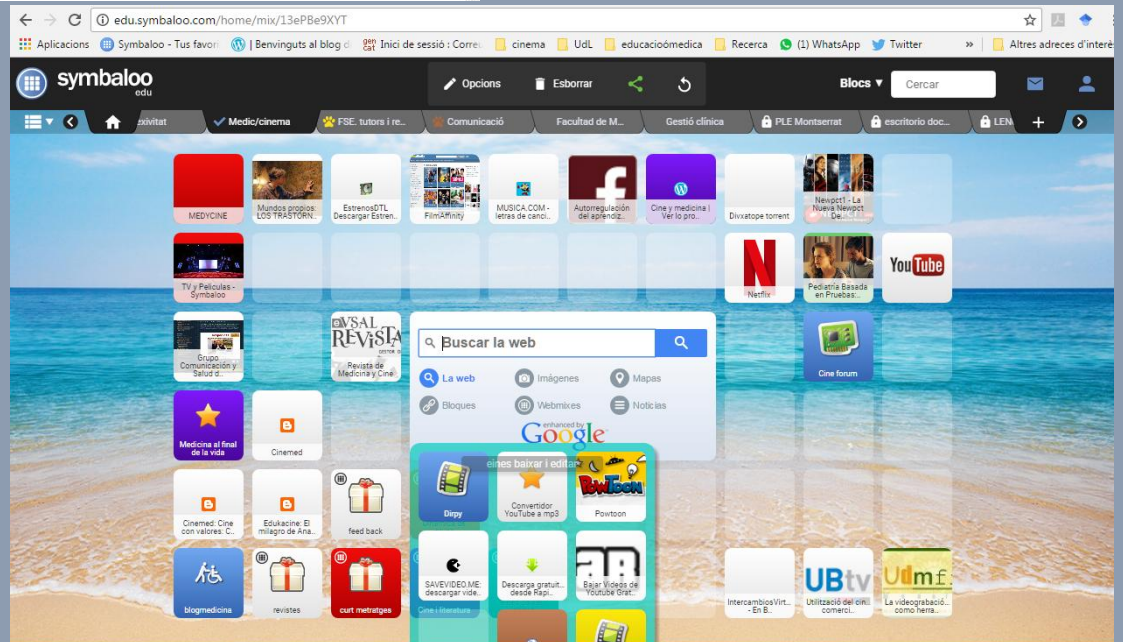 edu.symbaloo.com/home/mix/13ePBe9XYT
Aplicacions Symbaloo - Tus favori | Benvinguts al blog d Inici de sessió : Corre cinema UdL educacióomedica Recerca (1) WhatsApp Twitter » Altres adreces d'interè
symbaloo
edu
Opcions Esborrar Blocs Cercar
exivitat Medic/cinema FSE. tutors i re... Comunicació Facultad de M... Gestió clínica PLE Montserrat escritorio doc... LEN
MEDYCINE
Mundos propios:
LOS TRASTORN..
EstrenosDTL
Descargar Estren..
FilmAffinity
MUSICA.COM -
letras de canci..
Autorregulación
del aprendiz..
Cine y medicina |
Ver lo pro..
Divxatope torrent
Newpct1 - La
Nueva Newpct
De..
TV y Peliculas -
Symbaloo
Netflix
Pediatría Basada
en Pruebas:..
YouTube
Grupo
Comunicación y
Salud d..
eVSAL
REVISTA
Revista de
Medicina y Cine
Buscar la web
La web Imágenes Mapas
Bloques Webmixes Noticias
enhanced by
Google
Cine forum
Medicina al final
de la vida
Cinemed
eines baixar i editar
Dirpy
Convertidor
YouTube a mp3
POWTOON
Powtoon
Cinemed: Cine
con valores: C..
Edukacine: El
milagro de Ana..
feed back
SAVEVIDEO.ME:
descargar vide..
Descarga gratuit..
desde Rapi..
aB
Bajar Videos de
Youtube Grat..
blogmedicina
revistes
curt metratges
Cine i literature
IntercambiosVirt..
- En B..
UBtv
Utilització del cin..
comerci..
Udmf.
La videograbació..
como herra..